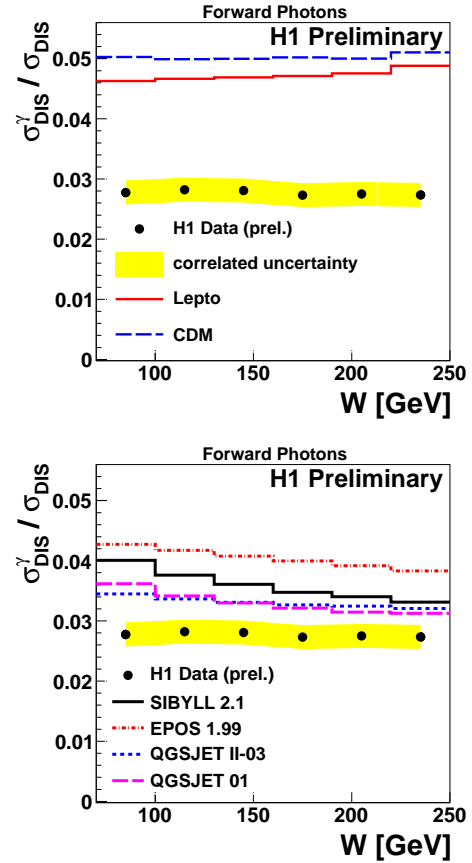 Forward Photons
H1 Preliminary
σ^γ_DIS / σ_DIS
0.05
0.04
0.03
0.02
0.01
0
H1 Data (prel.)
correlated uncertainty
Lepto
CDM
100 150 200 250
W [GeV]
Forward Photons
H1 Preliminary
σ^γ_DIS / σ_DIS
0.05
0.04
0.03
0.02
0.01
0
H1 Data (prel.)
SIBYLL 2.1
EPOS 1.99
QGSJET II-03
QGSJET 01
100 150 200 250
W [GeV]